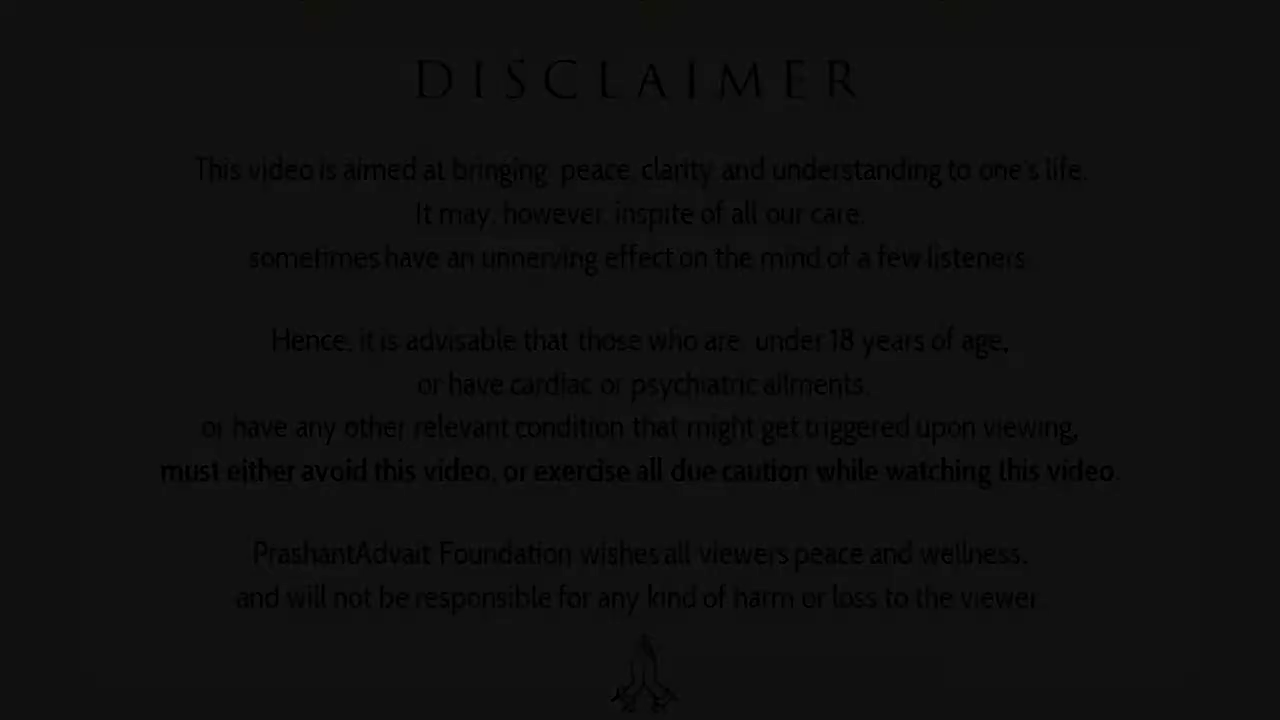 DISCLAIMER
This video is aimed at bringing peace, clarity and understanding to one's life.
It may, however, inspite of all our care,
sometimes have an unnerving effect on the mind of a few listeners.
Hence, it is advisable that those who are under 18 years of age,
or have cardiac or psychiatric ailments,
or have any other relevant condition that might get triggered upon viewing,
must either avoid this video, or exercise all due caution while watching this video.
PrashantAdvait Foundation wishes all viewers peace and wellness,
and will not be responsible for any kind of harm or loss to the viewer.